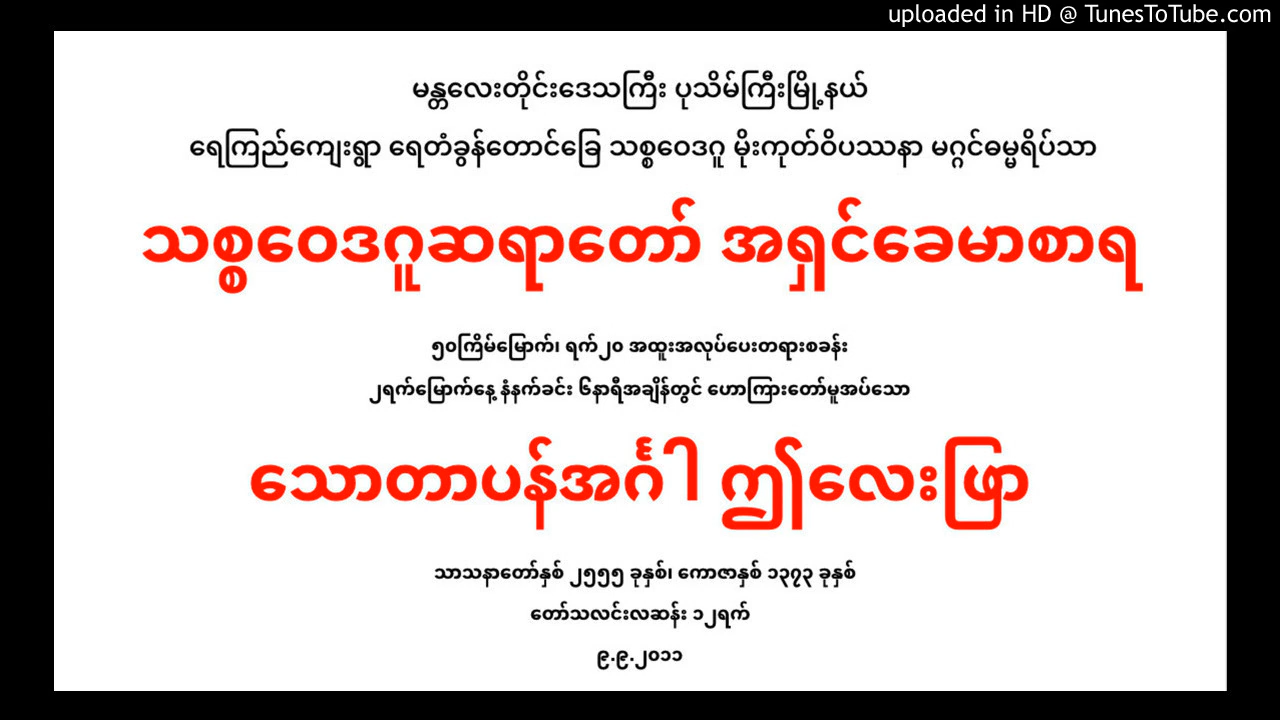 uploaded in HD @ TunesToTube.com
မန္တလေးတိုင်းဒေသကြီး ပုသိမ်ကြီးမြို့နယ်
ရေကြည်ကျေးရွာ ရေတံခွန်တောင်ခြေ သစ္စဝေဒဂူ မိုးကုတ်ဝိပဿနာ မဂ္ဂင်ဓမ္မရိပ်သာ
သစ္စဝေဒဂူဆရာတော် အရှင်ခေမာစာရ
၅၀ကြိမ်မြောက်၊ ရက်၂၀ အထူးအလုပ်ပေးတရားစခန်း
၂ရက်မြောက်နေ့ နံနက်ခင်း ၆နာရီအချိန်တွင် ဟောကြားတော်မူအပ်သော
သောတာပန်အင်္ဂါ ဤလေးဖြာ
သာသနာတော်နှစ် ၂၅၅၅ ခုနှစ်၊ ကောဇာနှစ် ၁၃၇၃ ခုနှစ်
တော်သလင်းလဆန်း ၁၂ရက်
၉.၉.၂၀၁၁